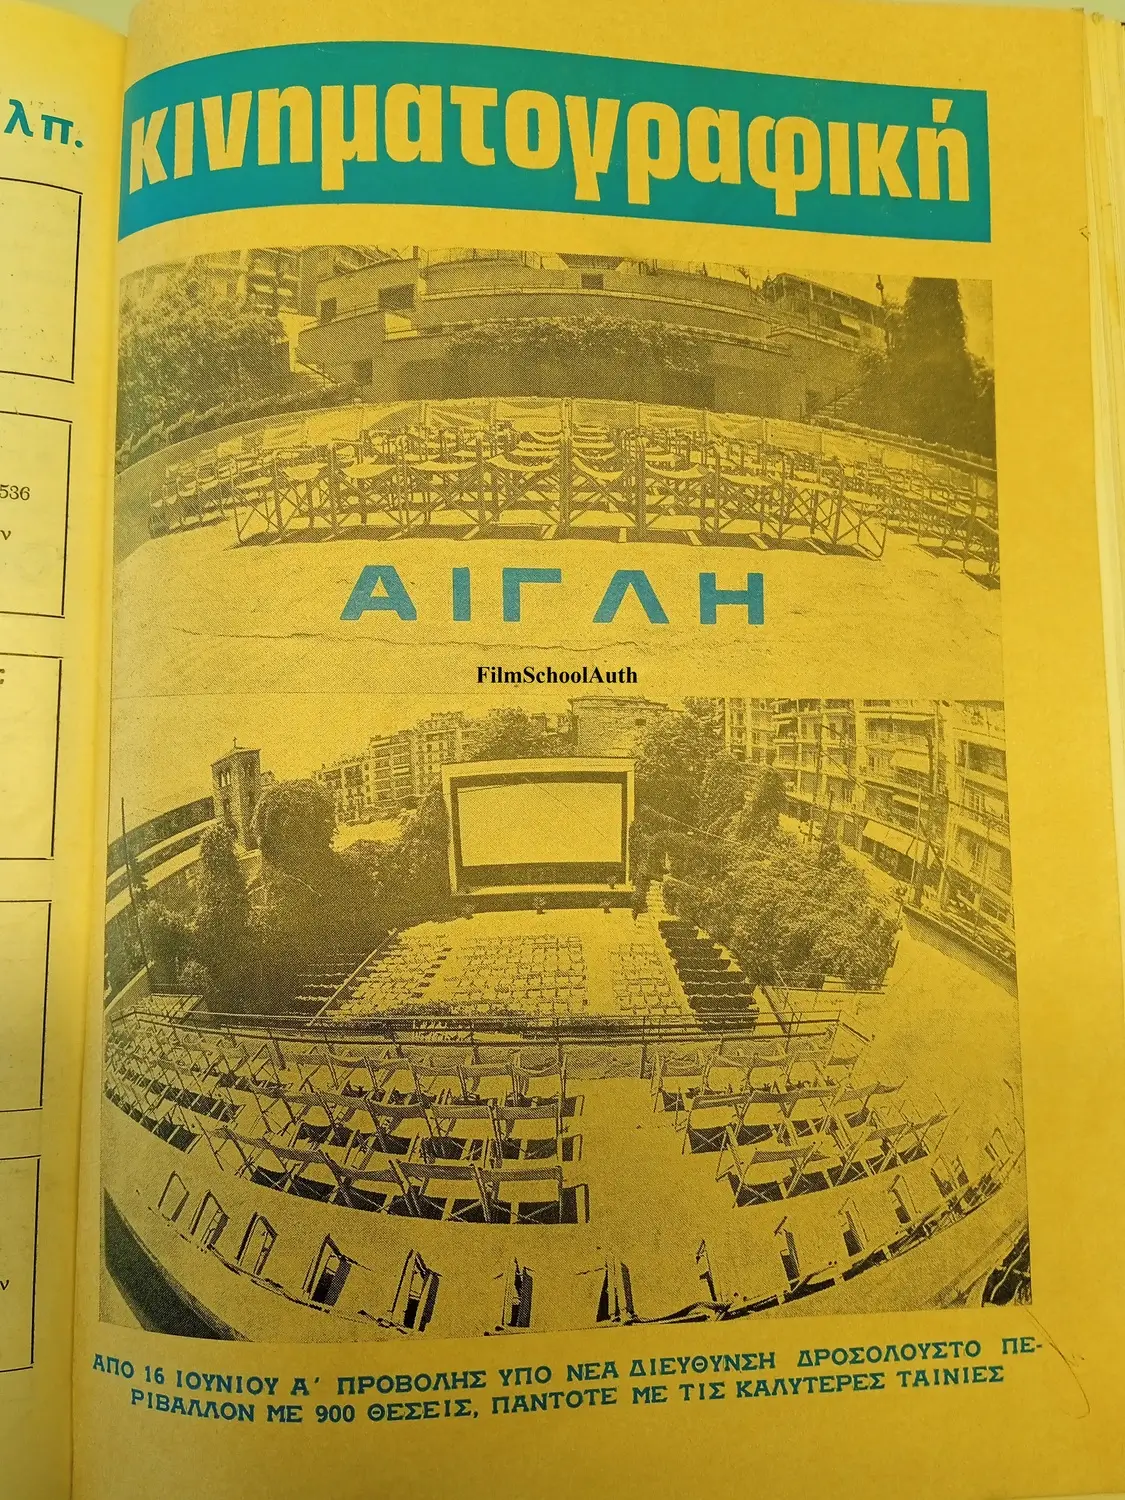 λπ.
536
ν
ν
κινηματογραφική
ΑΙΓΛΗ
FilmSchoolAuth
ΑΠΟ 16 ΙΟΥΝΙΟΥ Α΄ ΠΡΟΒΟΛΗΣ ΥΠΟ ΝΕΑ ΔΙΕΥΘΥΝΣΗ ΔΡΟΣΟΛΟΥΣΤΟ ΠΕ-
ΡΙΒΑΛΛΟΝ ΜΕ 900 ΘΕΣΕΙΣ, ΠΑΝΤΟΤΕ ΜΕ ΤΙΣ ΚΑΛΥΤΕΡΕΣ ΤΑΙΝΙΕΣ